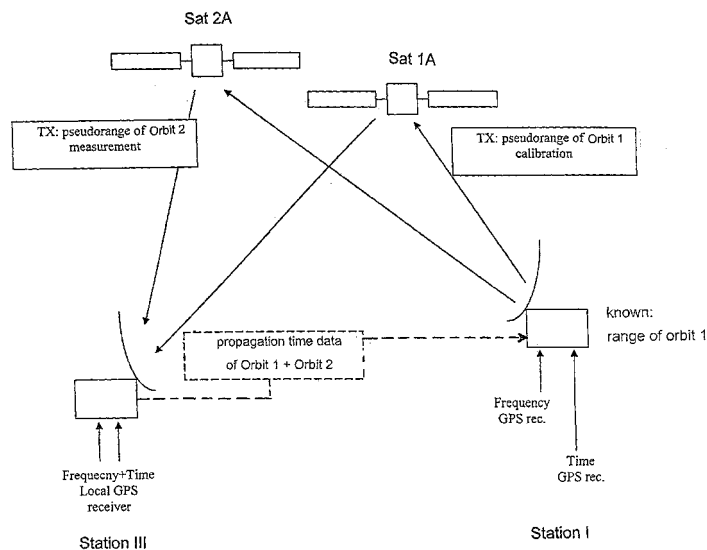 Sat 2A
Sat 1A
TX: pseudorange of Orbit 2
measurement
TX: pseudorange of Orbit 1
calibration
known:
range of orbit 1
propagation time data
of Orbit 1 + Orbit 2
Frequency
GPS rec.
Time
GPS rec.
Frequecny+Time
Local GPS
receiver
Station I
Station III